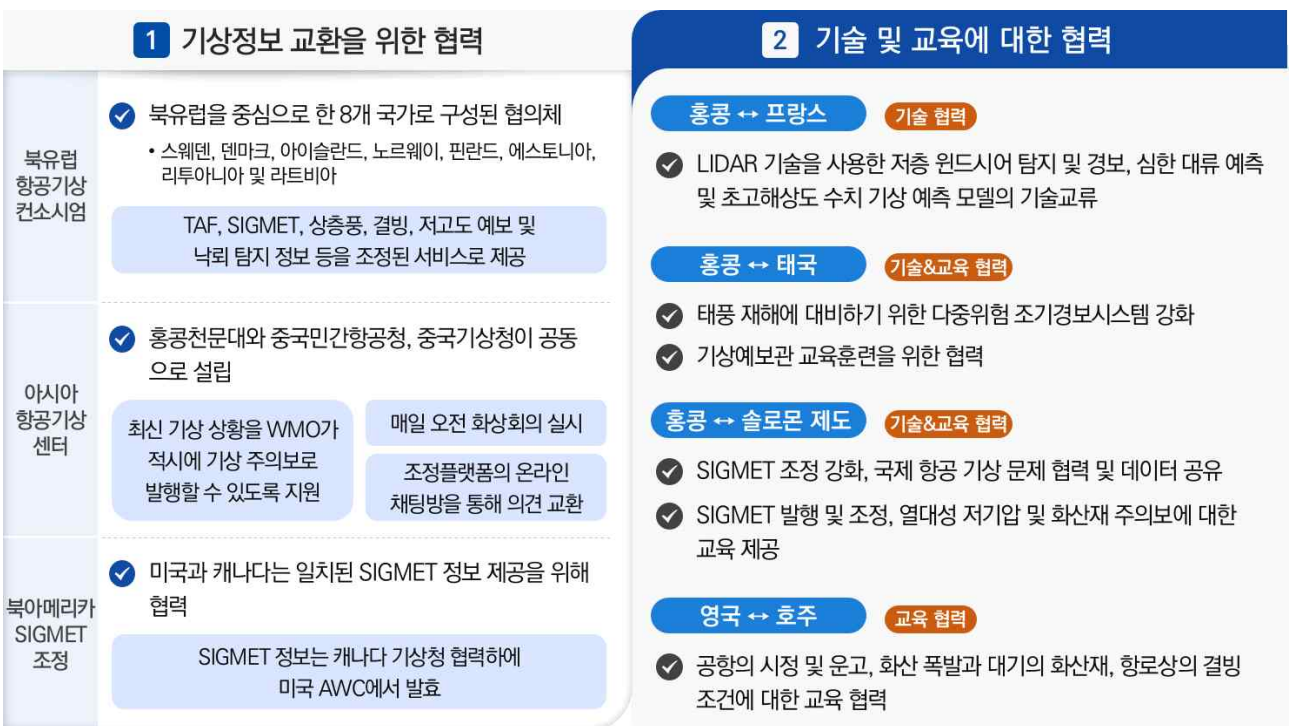 1 기상정보 교환을 위한 협력
북유럽
항공기상
컨소시엄
북유럽을 중심으로 한 8개 국가로 구성된 협의체
• 스웨덴, 덴마크, 아이슬란드, 노르웨이, 핀란드, 에스토니아,
리투아니아 및 라트비아
TAF, SIGMET, 상층풍, 결빙, 저고도 예보 및
낙뢰 탐지 정보 등을 조정된 서비스로 제공
아시아
항공기상
센터
홍콩천문대와 중국민간항공청, 중국기상청이 공동
으로 설립
최신 기상 상황을 WMO가
적시에 기상 주의보로
발행할 수 있도록 지원
매일 오전 화상회의 실시
조정플랫폼의 온라인
채팅방을 통해 의견 교환
북아메리카
SIGMET
조정
미국과 캐나다는 일치된 SIGMET 정보 제공을 위해
협력
SIGMET 정보는 캐나다 기상청 협력하에
미국 AWC에서 발효
2 기술 및 교육에 대한 협력
홍콩 ↔ 프랑스 기술 협력
LIDAR 기술을 사용한 저층 윈드시어 탐지 및 경보, 심한 대류 예측
및 초고해상도 수치 기상 예측 모델의 기술교류
홍콩 ↔ 태국 기술&교육 협력
태풍 재해에 대비하기 위한 다중위험 조기경보시스템 강화
기상예보관 교육훈련을 위한 협력
홍콩 ↔ 솔로몬 제도 기술&교육 협력
SIGMET 조정 강화, 국제 항공 기상 문제 협력 및 데이터 공유
SIGMET 발행 및 조정, 열대성 저기압 및 화산재 주의보에 대한
교육 제공
영국 ↔ 호주 교육 협력
공항의 시정 및 운고, 화산 폭발과 대기의 화산재, 항로상의 결빙
조건에 대한 교육 협력